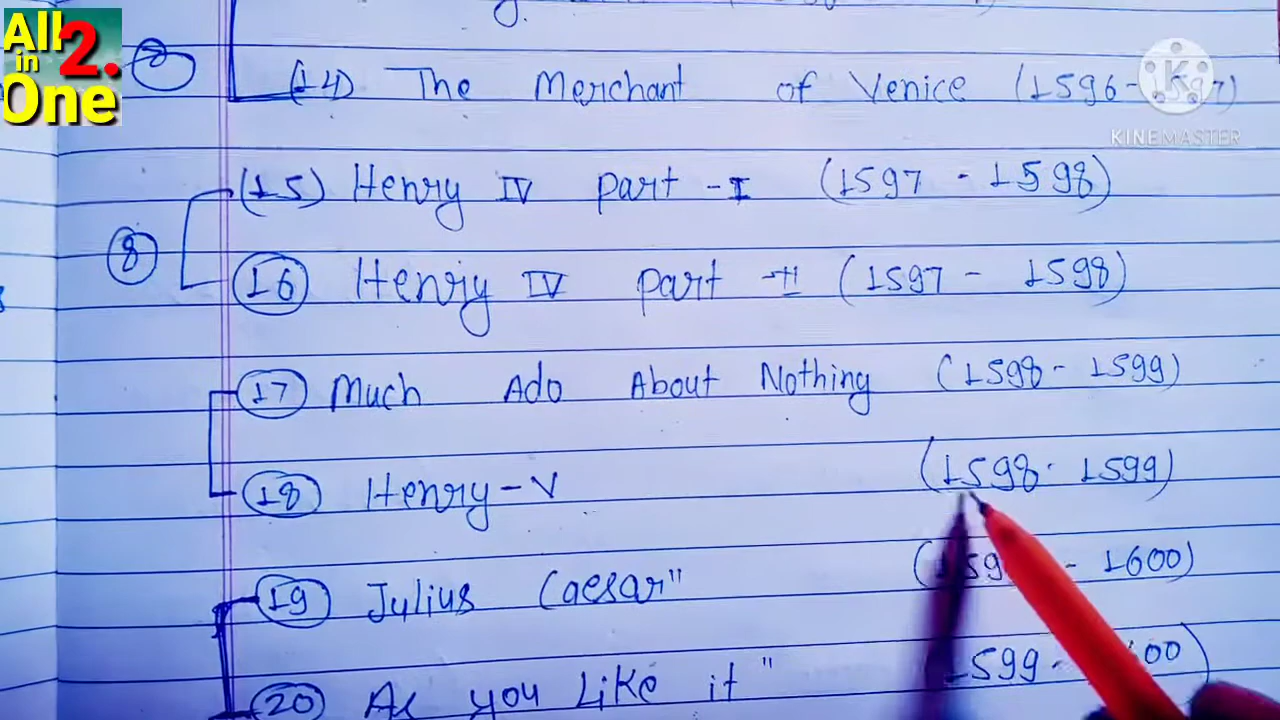 All in 2. One
KINEMASTER
(14) The Merchant of Venice (1596-1597)
(15) Henry IV part -I (1597 - 1598)
8
(16) Henry IV part -II (1597 - 1598)
(17) Much Ado About Nothing (1598- 1599)
(18) Henry-V (1598- 1599)
(19) Julius Caesar" - 1600)
(20) As you Like it" 1599-